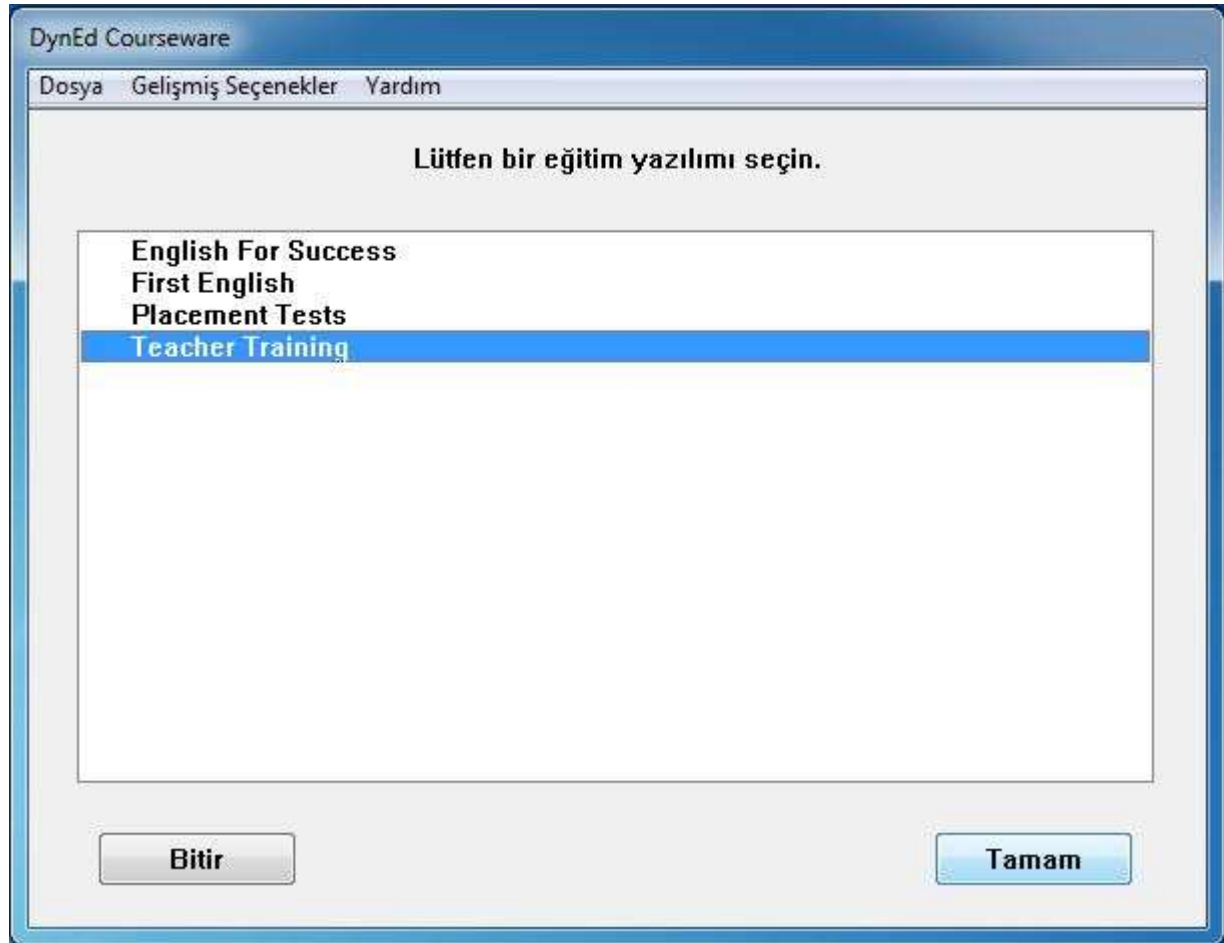 DynEd Courseware
Dosya Gelişmiş Seçenekler Yardım
Lütfen bir eğitim yazılımı seçin.
English For Success
First English
Placement Tests
Teacher Training
Bitir Tamam